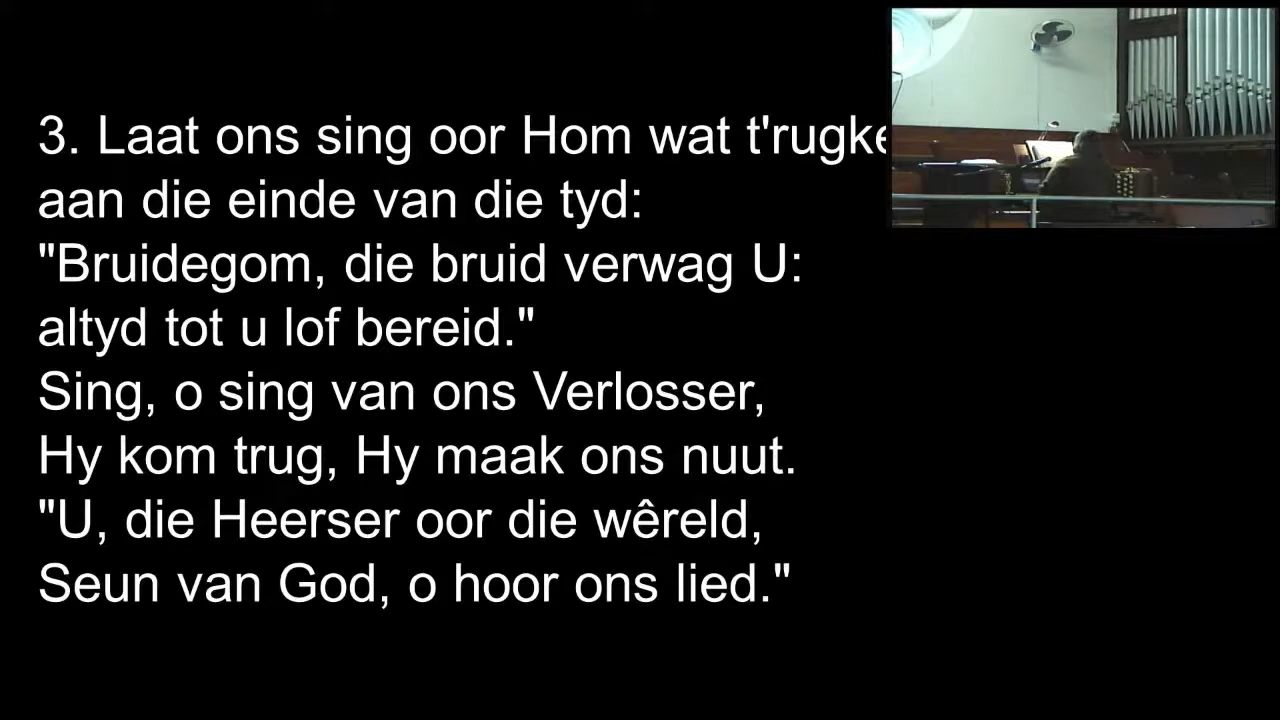 3. Laat ons sing oor Hom wat
aan die einde van die tyd:
"Bruidegom, die bruid verwag U:
altyd tot u lof bereid."
Sing, o sing van ons Verlosser,
Hy kom trug, Hy maak ons nuut.
"U, die Heerser oor die wêreld,
Seun van God, o hoor ons lied."